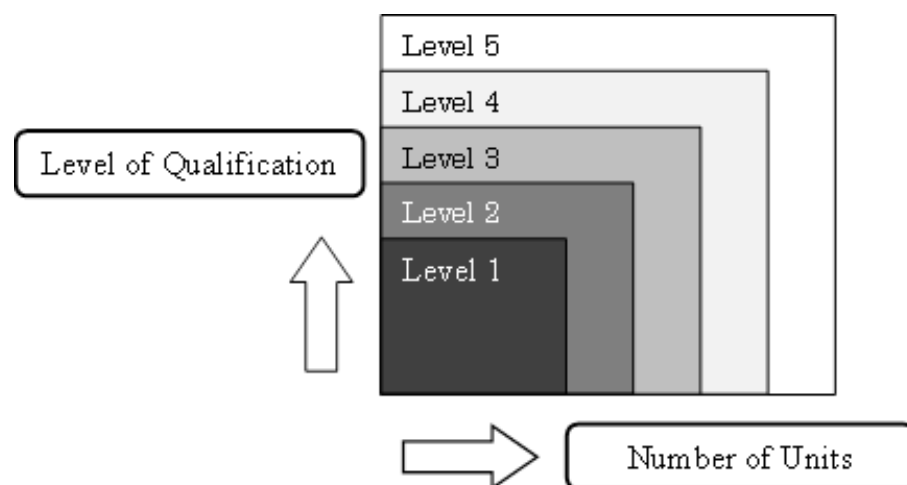 Level 5
Level 4
Level of Qualification
Level 3
Level 2
Level 1
Number of Units